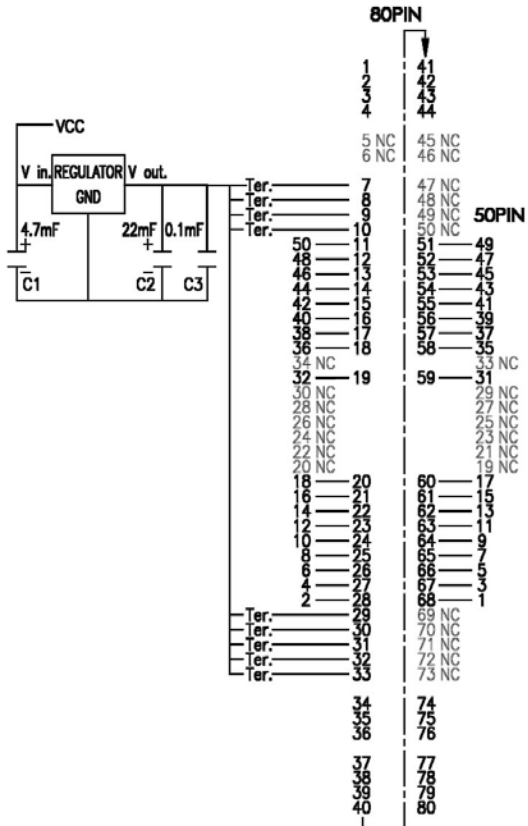 80PIN
1 41
2 42
3 43
4 44
VCC
5 NC 45 NC
6 NC 46 NC
V in. REGULATOR V out.
GND
Ter. 7 47 NC
Ter. 8 48 NC
Ter. 9 49 NC 50PIN
Ter. 10 50 NC
4.7mF 22mF 0.1mF
+ +
- -
C1 C2 C3
50 11 51 49
48 12 52 47
46 13 53 45
44 14 54 43
42 15 55 41
40 16 56 39
38 17 57 37
36 18 58 35
34 NC 33 NC
32 19 59 31
30 NC 29 NC
28 NC 27 NC
26 NC 25 NC
24 NC 23 NC
22 NC 21 NC
20 NC 19 NC
18 20 60 17
16 21 61 15
14 22 62 13
12 23 63 11
10 24 64 9
8 25 65 7
6 26 66 5
4 27 67 3
2 28 68 1
Ter. 29 69 NC
Ter. 30 70 NC
Ter. 31 71 NC
Ter. 32 72 NC
Ter. 33 73 NC
34 74
35 75
36 76
37 77
38 78
39 79
40 80